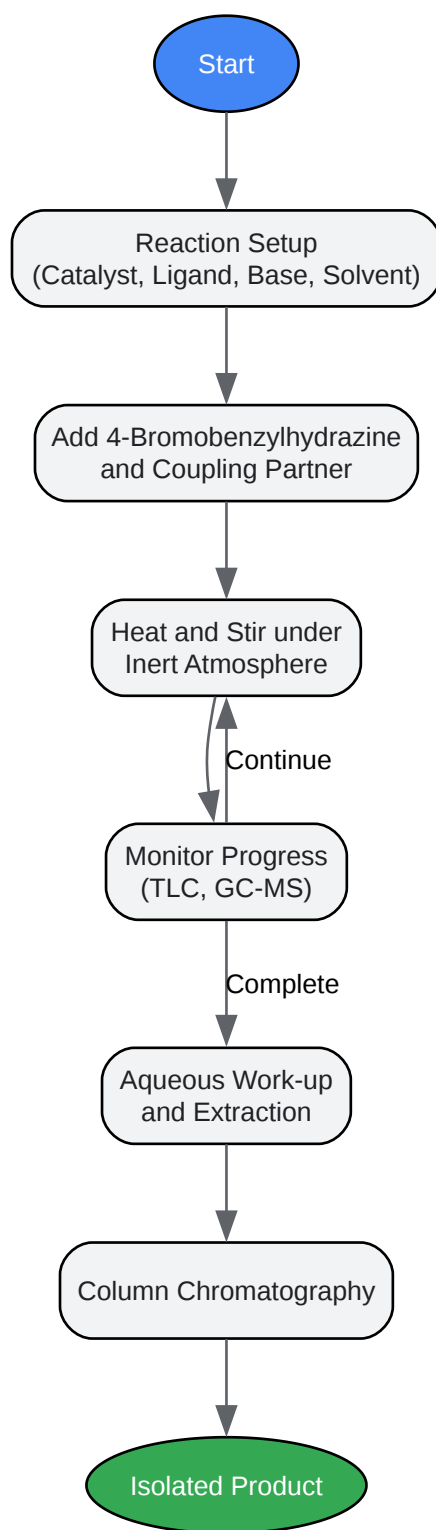 Start
Reaction Setup
(Catalyst, Ligand, Base, Solvent)
Add 4-Bromobenzylhydrazine
and Coupling Partner
Heat and Stir under
Inert Atmosphere
Continue
Monitor Progress
(TLC, GC-MS)
Complete
Aqueous Work-up
and Extraction
Column Chromatography
Isolated Product